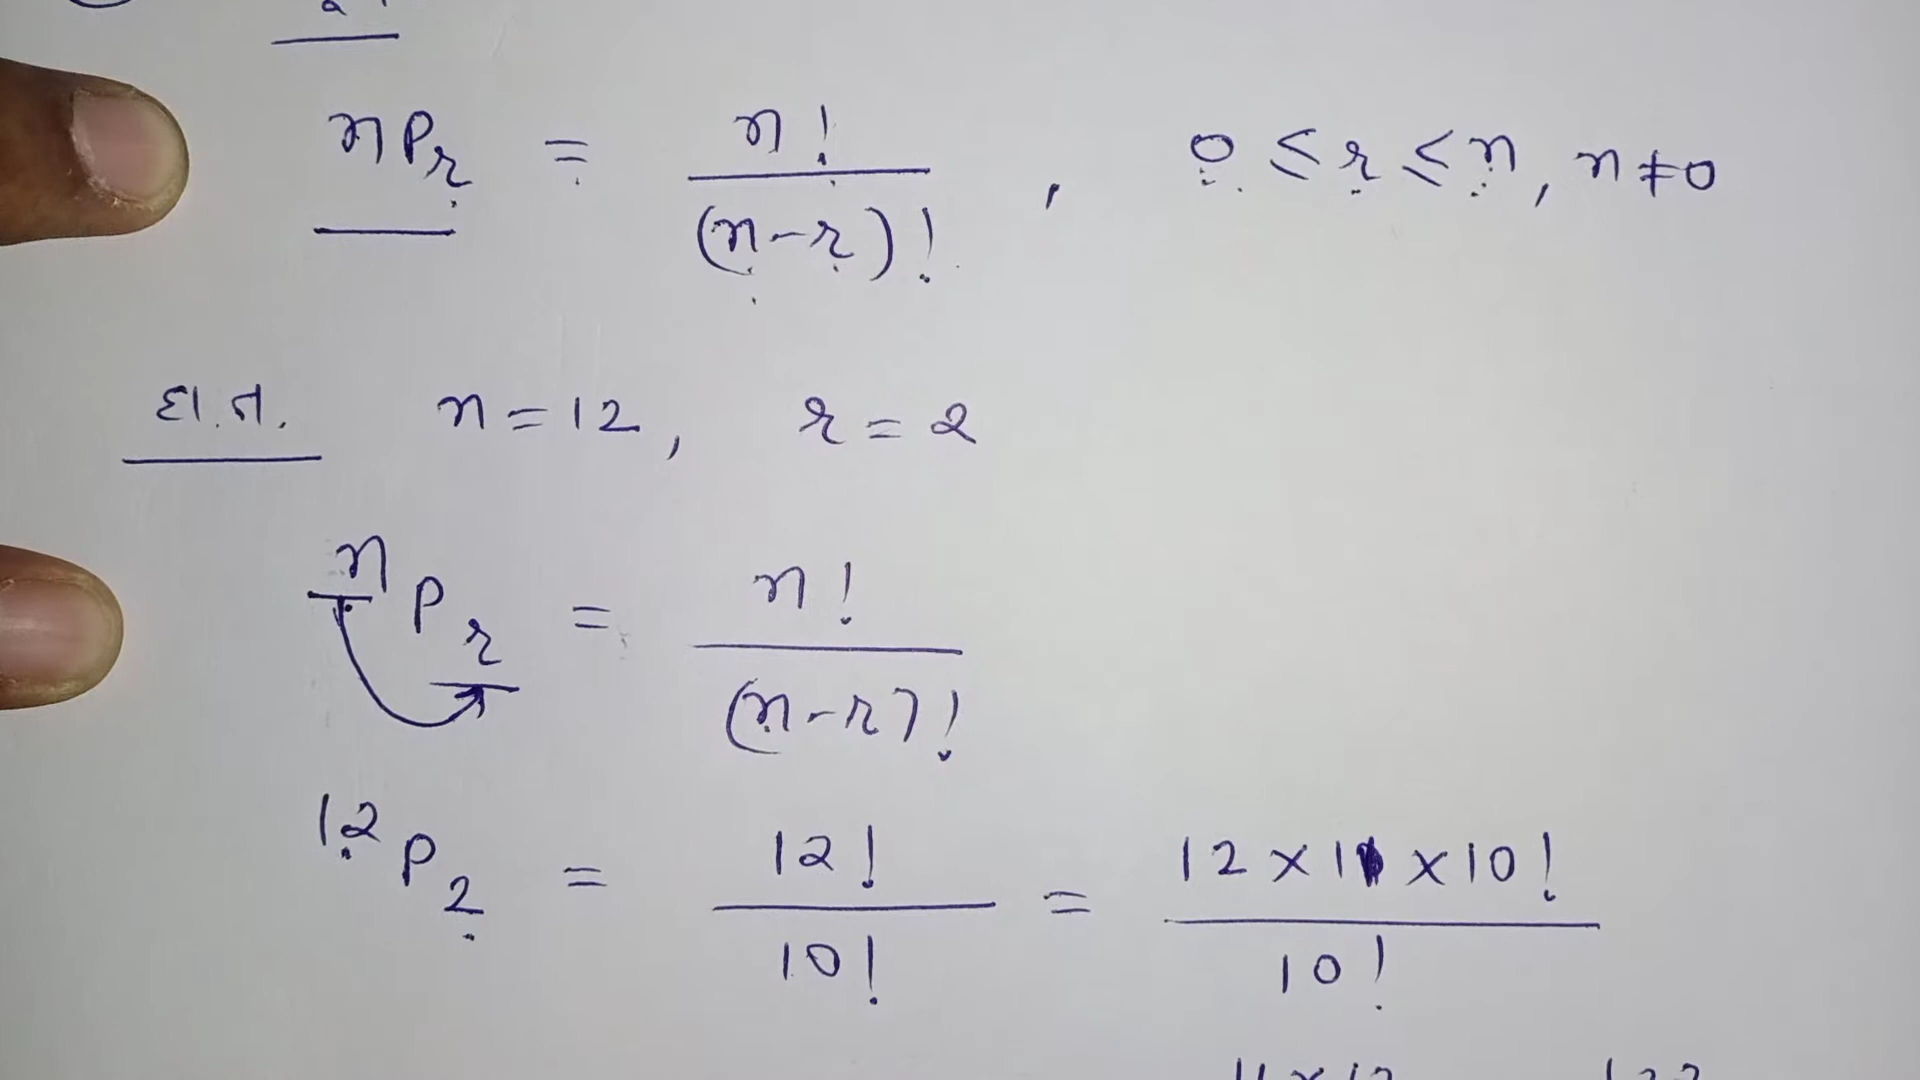 nPr = n! / (n-r)! , 0 ≤ r ≤ n, n ≠ 0
દા.ત. n = 12, r = 2
ⁿPr = n! / (n-r)!
¹²P₂ = 12! / 10! = 12 × 11 × 10! / 10!